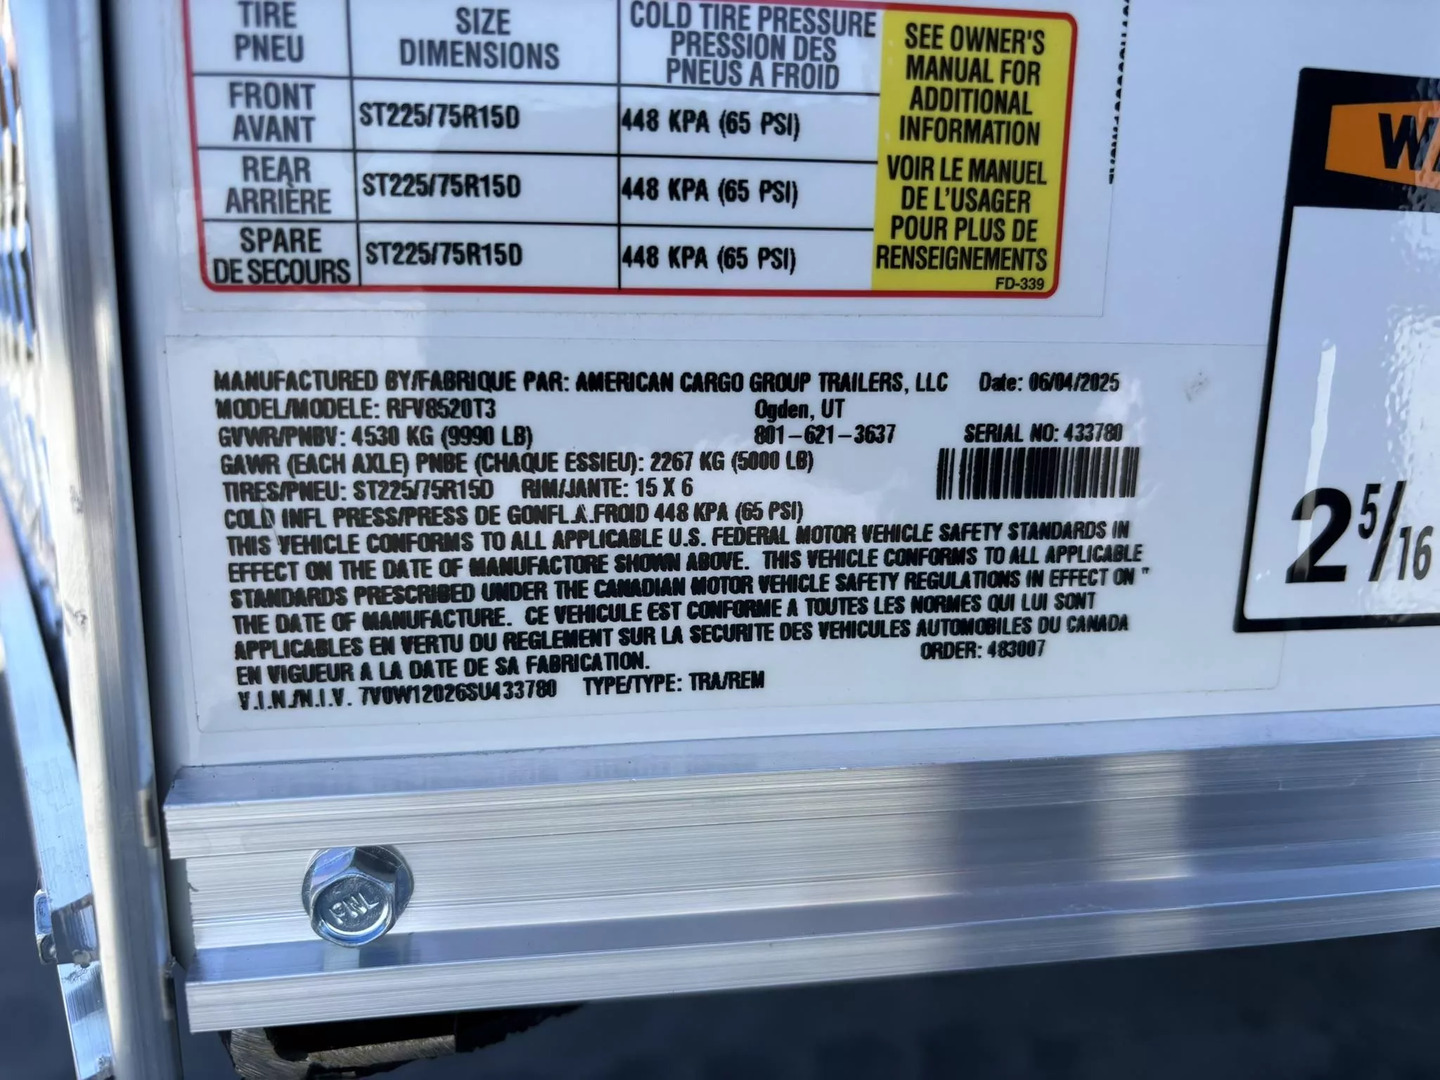 TIRE SIZE COLD TIRE PRESSURE
PNEU DIMENSIONS PRESSION DES
PNEUS A FROID
FRONT
AVANT ST225/75R15D 448 KPA (65 PSI)
REAR
ARRIÈRE ST225/75R15D 448 KPA (65 PSI)
SPARE
DE SECOURS ST225/75R15D 448 KPA (65 PSI)
SEE OWNER'S
MANUAL FOR
ADDITIONAL
INFORMATION
VOIR LE MANUEL
DE L'USAGER
POUR PLUS DE
RENSEIGNEMENTS
FD-339
MANUFACTURED BY/FABRIQUE PAR: AMERICAN CARGO GROUP TRAILERS, LLC Date: 06/04/2025
MODEL/MODELE: RFV8520T3 Ogden, UT
GVWR/PNBV: 4530 KG (9990 LB) 801-621-3637 SERIAL NO: 433780
GAWR (EACH AXLE) PNBE (CHAQUE ESSIEU): 2267 KG (5000 LB)
TIRES/PNEU: ST225/75R15D RIM/JANTE: 15 X 6
COLD INFL PRESS/PRESS DE GONFL.A.FROID 448 KPA (65 PSI)
THIS VEHICLE CONFORMS TO ALL APPLICABLE U.S. FEDERAL MOTOR VEHICLE SAFETY STANDARDS IN
EFFECT ON THE DATE OF MANUFACTORE SHOWN ABOVE. THIS VEHICLE CONFORMS TO ALL APPLICABLE
STANDARDS PRESCRIBED UNDER THE CANADIAN MOTOR VEHICLE SAFETY REGULATIONS IN EFFECT ON "
THE DATE OF MANUFACTURE. CE VEHICULE EST CONFORME A TOUTES LES NORMES QUI LUI SONT
APPLICABLES EN VERTU DU REGLEMENT SUR LA SECURITE DES VEHICULES AUTOMOBILES DU CANADA
EN VIGUEUR A LA DATE DE SA FABRICATION. ORDER: 483007
V.I.N./N.I.V. 7V0W12026SU433780 TYPE/TYPE: TRA/REM
2 5/16
PNL